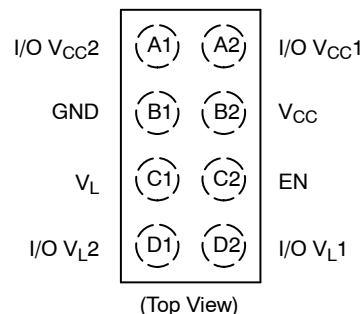 I/O VCC2 A1 A2 I/O VCC1
GND B1 B2 VCC
VL C1 C2 EN
I/O VL2 D1 D2 I/O VL1
(Top View)